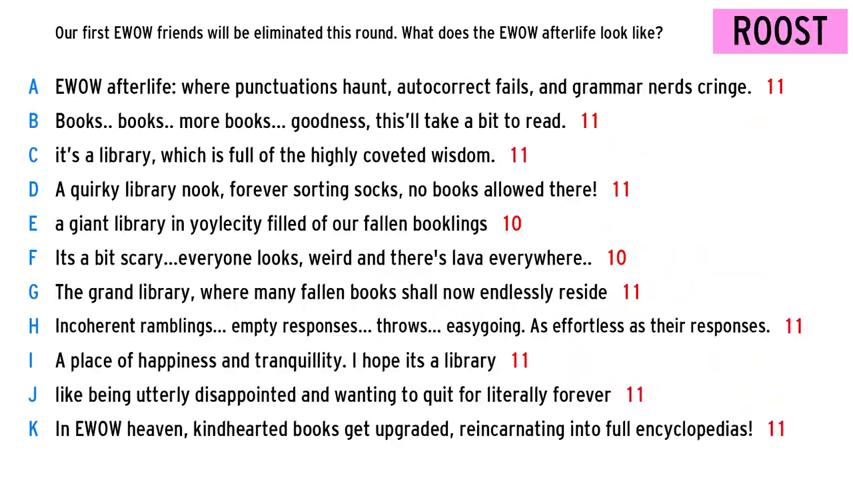 Our first EWOW friends will be eliminated this round. What does the EWOW afterlife look like?
ROOST
A EWOW afterlife: where punctuations haunt, autocorrect fails, and grammar nerds cringe. 11
B Books.. books.. more books... goodness, this'll take a bit to read. 11
C it's a library, which is full of the highly coveted wisdom. 11
D A quirky library nook, forever sorting socks, no books allowed there! 11
E a giant library in yoylecity filled of our fallen booklings 10
F Its a bit scary...everyone looks, weird and there's lava everywhere.. 10
G The grand library, where many fallen books shall now endlessly reside 11
H Incoherent ramblings... empty responses... throws... easygoing. As effortless as their responses. 11
I A place of happiness and tranquillity. I hope its a library 11
J like being utterly disappointed and wanting to quit for literally forever 11
K In EWOW heaven, kindhearted books get upgraded, reincarnating into full encyclopedias! 11